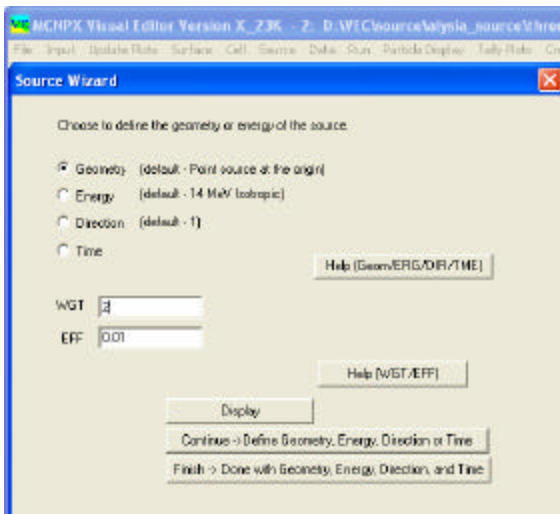 MCNPX Visual Editor Version X_23K - 2: D:\VEC\source\alysia_source\thre
File Input Update Plots Surface Cell Source Data Run Particle Display Tally Plots
Source Wizard
Choose to define the geometry or energy of the source
Geometry (default - Point source at the origin)
Energy (default - 14 MeV Isotropic)
Direction (default - 1)
Time
Help (Geom/ERG/DIR/TME)
WGT 2
EFF 0.01
Help (WGT/EFF)
Display
Continue -> Define Geometry, Energy, Direction or Time
Finish -> Done with Geometry, Energy, Direction, and Time